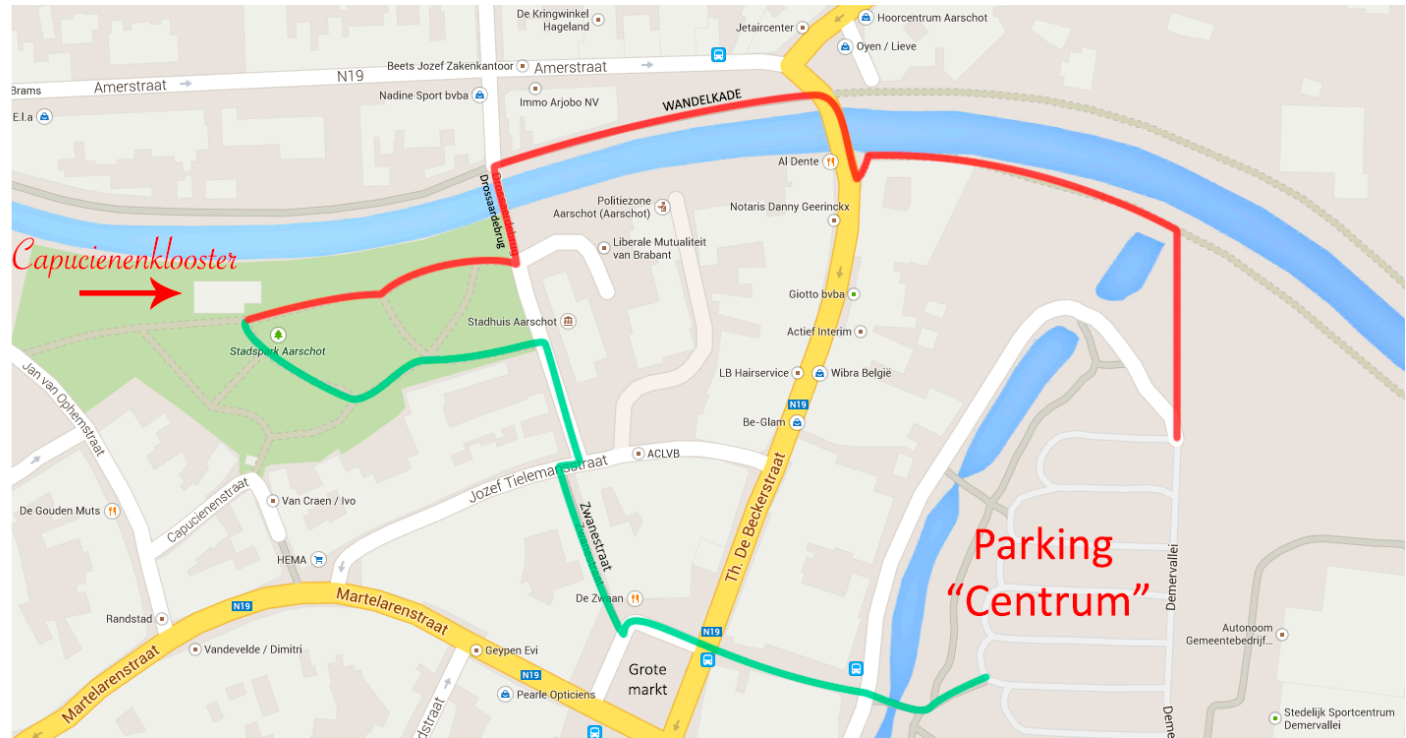 De Kringwinkel
Hageland
Hoorcentrum Aarschot
Jetaircenter
Oyen / Lieve
Beets Jozef Zakenkantoor
Amerstraat
N19
Amerstraat
Brams
Nadine Sport bvba
Immo Arjobo NV
WANDELKADE
E.l.a
Al Dente
Drossaardebrug
Drossaardebrug
Politiezone
Aarschot (Aarschot)
Notaris Danny Geerinckx
Liberale Mutualiteit
van Brabant
Capucienenklooster
Giotto bvba
Stadhuis Aarschot
Actief Interim
Stadspark Aarschot
LB Hairservice
Wibra België
Jan van Ophemstraat
N19
Be-Glam
ACLVB
Jozef Tielemansstraat
Capucienenstraat
Van Craen / Ivo
De Gouden Muts
Zwanestraat
Zwanestraat
Th. De Beckerstraat
Parking
“Centrum”
HEMA
Demervallei
Martelarenstraat
De Zwaan
N19
Randstad
N19
Autonoom
Gemeentebedrijf...
Vandevelde / Dimitri
Geypen Evi
Grote
markt
Martelarenstraat
N19
Pearle Opticiens
dstraat
Deme
Stedelijk Sportcentrum
Demervallei